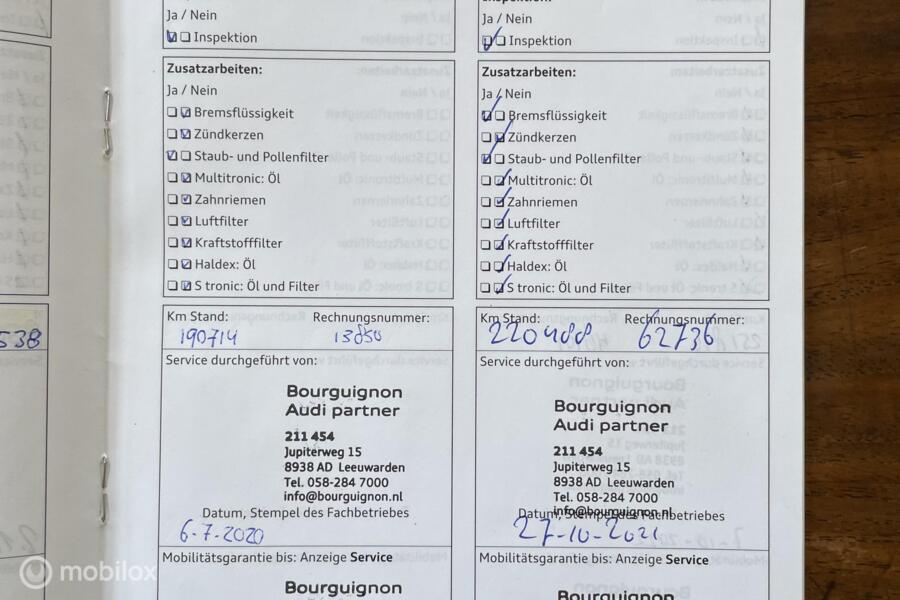 Ja / Nein
Inspektion
Zusatzarbeiten:
Ja / Nein
Bremsflüssigkeit
Zündkerzen
Staub- und Pollenfilter
Multitronic: Öl
Zahnriemen
Luftfilter
Kraftstofffilter
Haldex: Öl
S tronic: Öl und Filter
Km Stand: Rechnungsnummer:
190714 13850
Service durchgeführt von:
Bourguignon
Audi partner
211 454
Jupiterweg 15
8938 AD Leeuwarden
Tel. 058-284 7000
info@bourguignon.nl
Datum, Stempel des Fachbetriebes
6-7-2020
Mobilitätsgarantie bis: Anzeige Service
Bourguignon
Ja / Nein
Inspektion
Zusatzarbeiten:
Ja / Nein
Bremsflüssigkeit
Zündkerzen
Staub- und Pollenfilter
Multitronic: Öl
Zahnriemen
Luftfilter
Kraftstofffilter
Haldex: Öl
S tronic: Öl und Filter
Km Stand: Rechnungsnummer:
220488 62736
Service durchgeführt von:
Bourguignon
Audi partner
211 454
Jupiterweg 15
8938 AD Leeuwarden
Tel. 058-284 7000
info@bourguignon.nl
Datum, Stempel des Fachbetriebes
27-10-2021
Mobilitätsgarantie bis: Anzeige Service
Bourguignon
538
mobilox